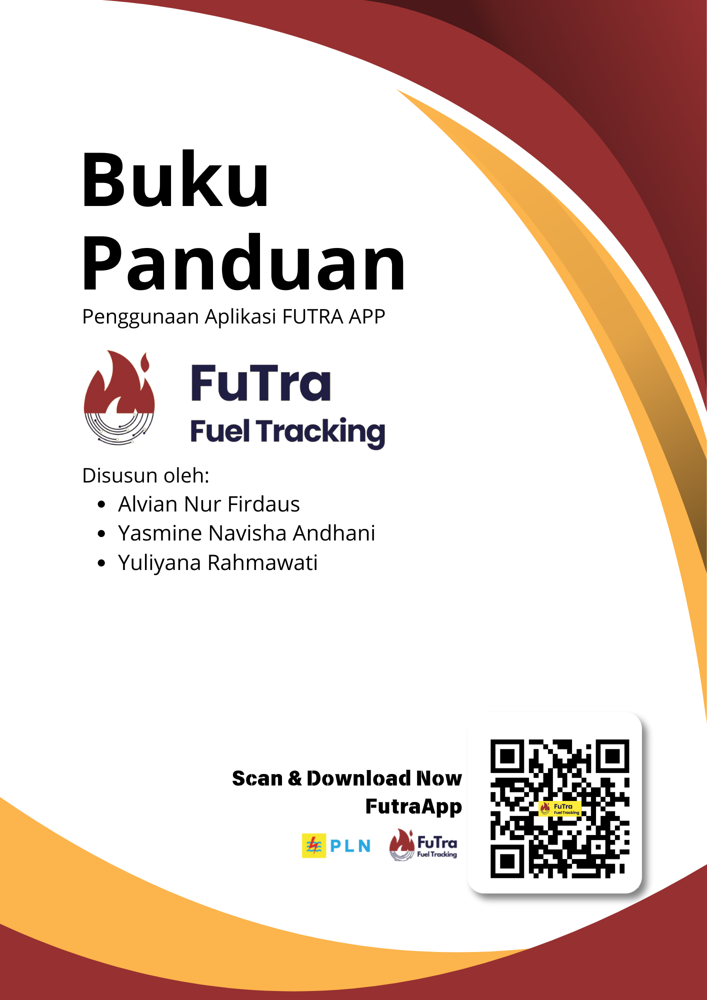 Buku
Panduan
Penggunaan Aplikasi FUTRA APP
FuTra
Fuel Tracking
Disusun oleh:
• Alvian Nur Firdaus
• Yasmine Navisha Andhani
• Yuliyana Rahmawati
Scan & Download Now
FutraApp
PLN
FuTra
Fuel Tracking
FuTra
Fuel Tracking